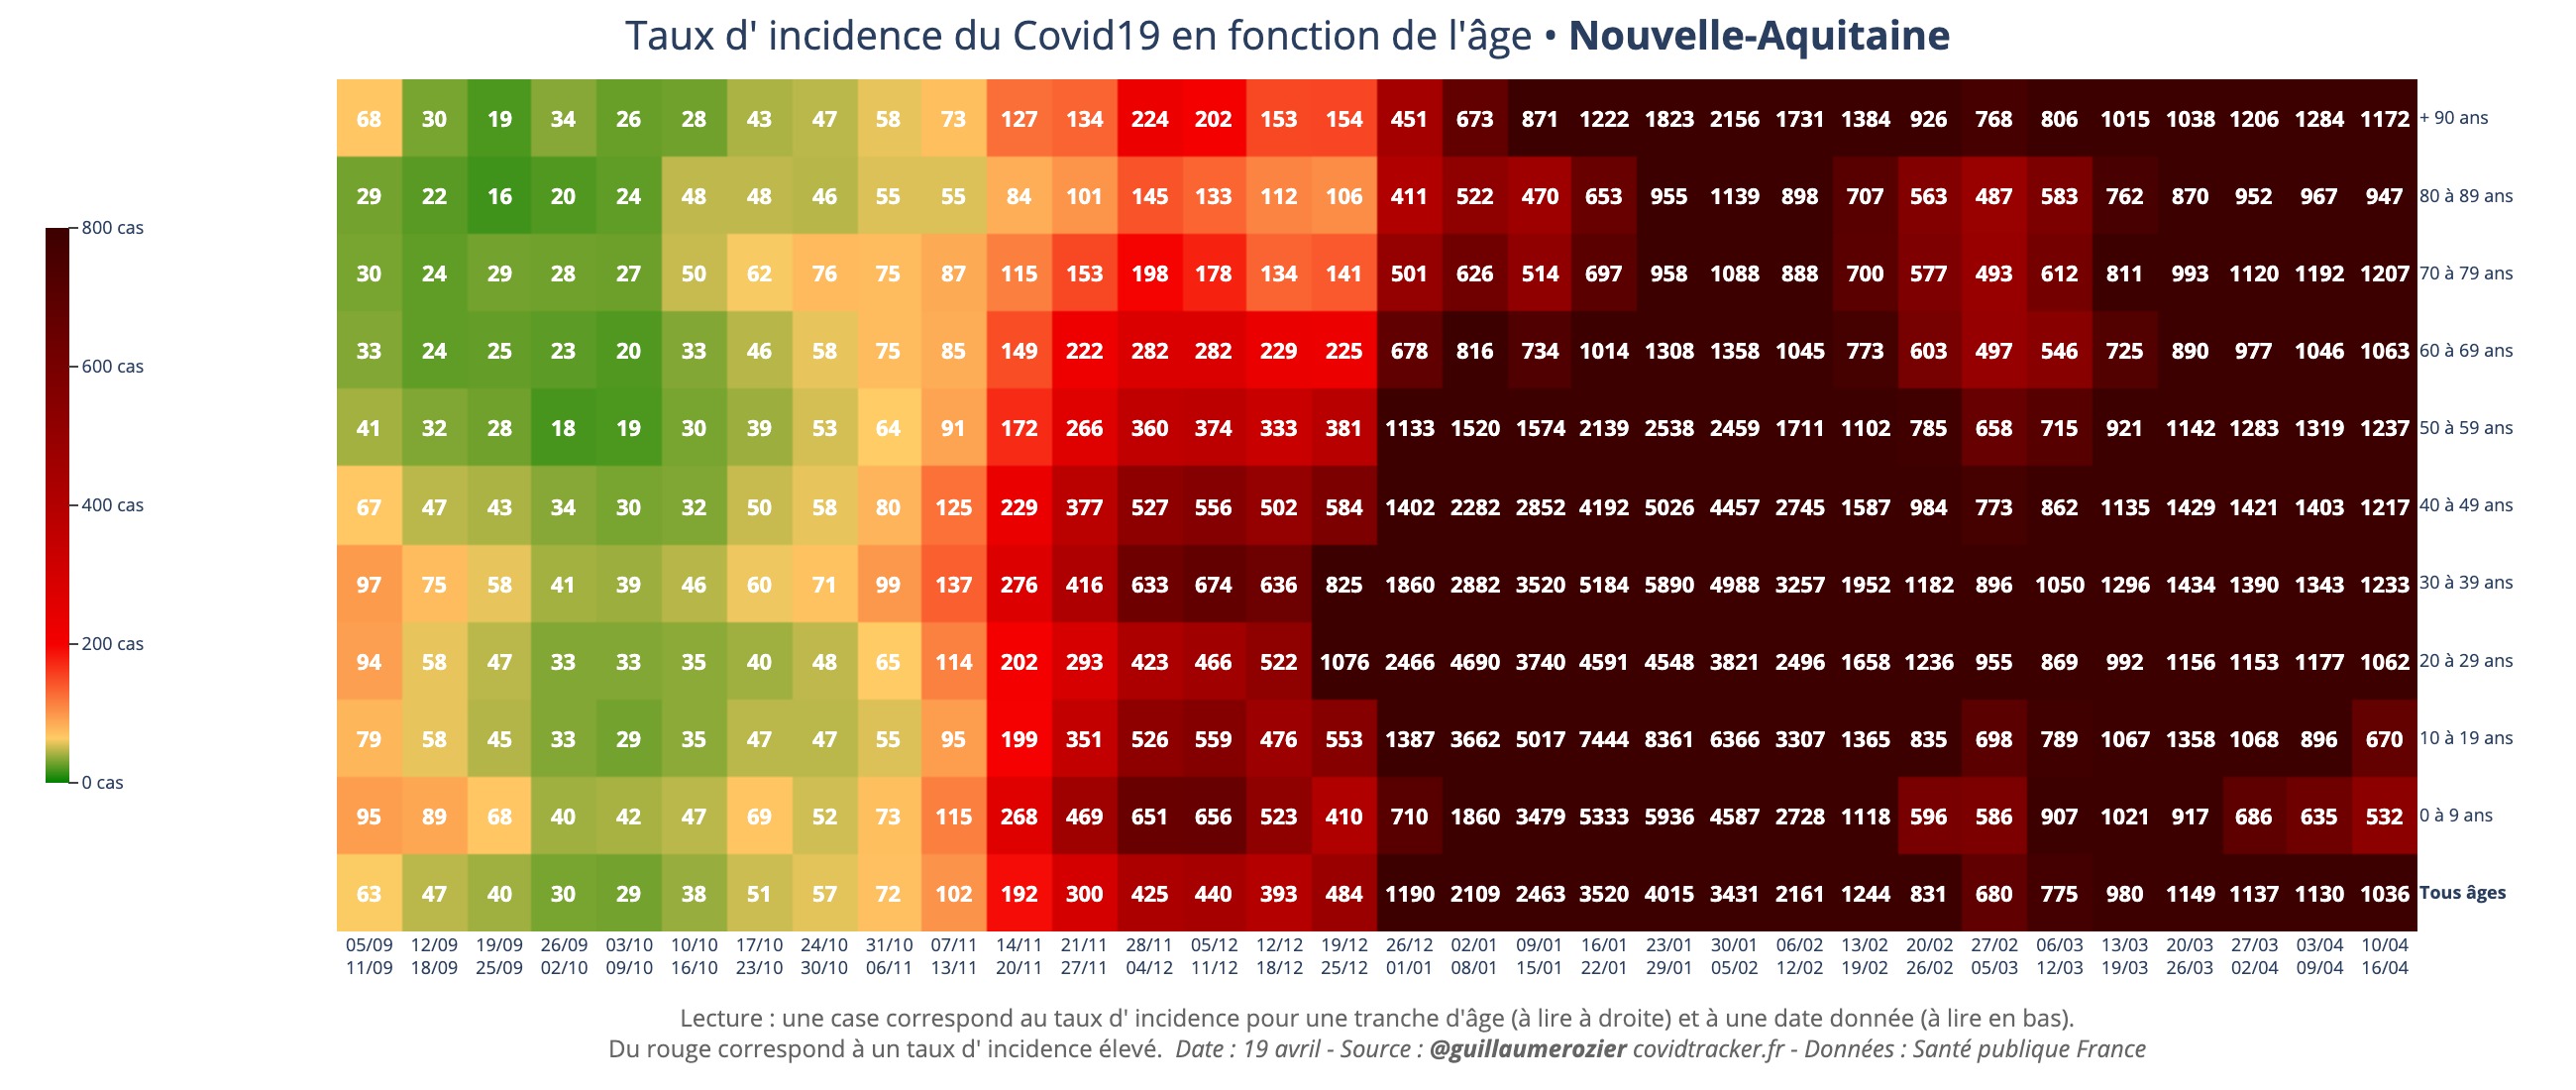 Taux d' incidence du Covid19 en fonction de l'âge • Nouvelle-Aquitaine
800 cas
600 cas
400 cas
200 cas
0 cas
68 30 19 34 26 28 43 47 58 73 127 134 224 202 153 154 451 673 871 1222 1823 2156 1731 1384 926 768 806 1015 1038 1206 1284 1172 + 90 ans
29 22 16 20 24 48 48 46 55 55 84 101 145 133 112 106 411 522 470 653 955 1139 898 707 563 487 583 762 870 952 967 947 80 à 89 ans
30 24 29 28 27 50 62 76 75 87 115 153 198 178 134 141 501 626 514 697 958 1088 888 700 577 493 612 811 993 1120 1192 1207 70 à 79 ans
33 24 25 23 20 33 46 58 75 85 149 222 282 282 229 225 678 816 734 1014 1308 1358 1045 773 603 497 546 725 890 977 1046 1063 60 à 69 ans
41 32 28 18 19 30 39 53 64 91 172 266 360 374 333 381 1133 1520 1574 2139 2538 2459 1711 1102 785 658 715 921 1142 1283 1319 1237 50 à 59 ans
67 47 43 34 30 32 50 58 80 125 229 377 527 556 502 584 1402 2282 2852 4192 5026 4457 2745 1587 984 773 862 1135 1429 1421 1403 1217 40 à 49 ans
97 75 58 41 39 46 60 71 99 137 276 416 633 674 636 825 1860 2882 3520 5184 5890 4988 3257 1952 1182 896 1050 1296 1434 1390 1343 1233 30 à 39 ans
94 58 47 33 33 35 40 48 65 114 202 293 423 466 522 1076 2466 4690 3740 4591 4548 3821 2496 1658 1236 955 869 992 1156 1153 1177 1062 20 à 29 ans
79 58 45 33 29 35 47 47 55 95 199 351 526 559 476 553 1387 3662 5017 7444 8361 6366 3307 1365 835 698 789 1067 1358 1068 896 670 10 à 19 ans
95 89 68 40 42 47 69 52 73 115 268 469 651 656 523 410 710 1860 3479 5333 5936 4587 2728 1118 596 586 907 1021 917 686 635 532 0 à 9 ans
63 47 40 30 29 38 51 57 72 102 192 300 425 440 393 484 1190 2109 2463 3520 4015 3431 2161 1244 831 680 775 980 1149 1137 1130 1036 Tous âges
05/09 12/09 19/09 26/09 03/10 10/10 17/10 24/10 31/10 07/11 14/11 21/11 28/11 05/12 12/12 19/12 26/12 02/01 09/01 16/01 23/01 30/01 06/02 13/02 20/02 27/02 06/03 13/03 20/03 27/03 03/04 10/04
11/09 18/09 25/09 02/10 09/10 16/10 23/10 30/10 06/11 13/11 20/11 27/11 04/12 11/12 18/12 25/12 01/01 08/01 15/01 22/01 29/01 05/02 12/02 19/02 26/02 05/03 12/03 19/03 26/03 02/04 09/04 16/04
Lecture : une case correspond au taux d' incidence pour une tranche d'âge (à lire à droite) et à une date donnée (à lire en bas).
Du rouge correspond à un taux d' incidence élevé. Date : 19 avril - Source : @guillaumerozier covidtracker.fr - Données : Santé publique France